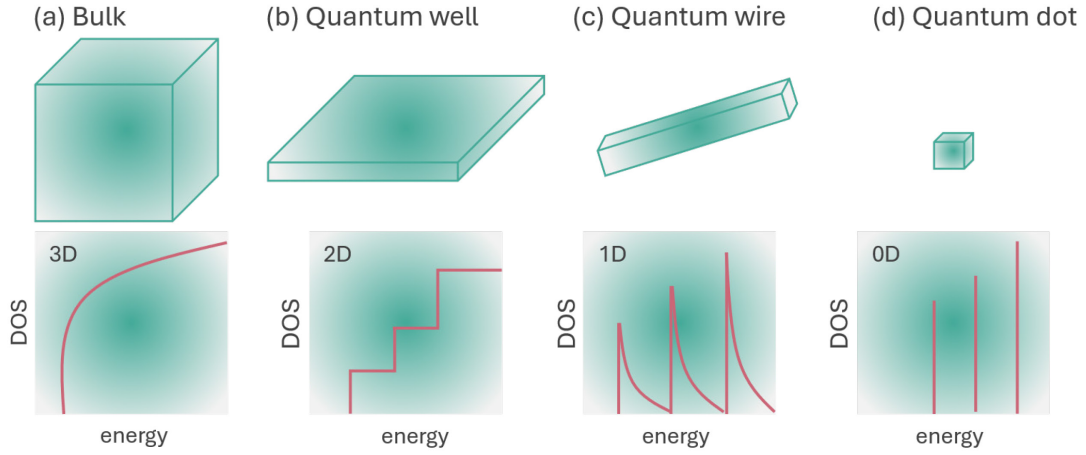 (a) Bulk
(b) Quantum well
(c) Quantum wire
(d) Quantum dot
3D
2D
1D
0D
DOS
DOS
DOS
DOS
energy
energy
energy
energy